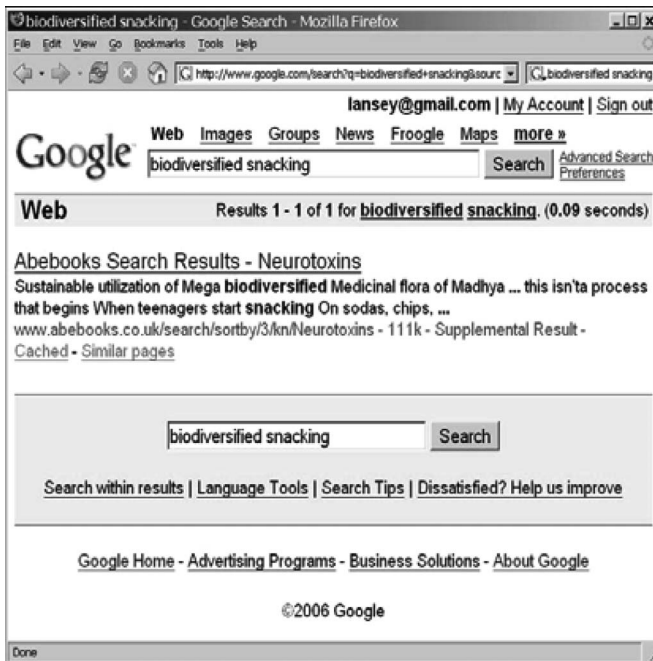 biodiversified snacking - Google Search - Mozilla Firefox
File Edit View Go Bookmarks Tools Help
http://www.google.com/search?q=biodiversified+snacking&sourc biodiversified snacking
lansey@gmail.com | My Account | Sign out
Google
Web Images Groups News Froogle Maps more »
biodiversified snacking Search Advanced Search
Preferences
Web Results 1 - 1 of 1 for biodiversified snacking. (0.09 seconds)
Abebooks Search Results - Neurotoxins
Sustainable utilization of Mega biodiversified Medicinal flora of Madhya ... this isn'ta process
that begins When teenagers start snacking On sodas, chips, ...
www.abebooks.co.uk/search/sortby/3/kn/Neurotoxins - 111k - Supplemental Result -
Cached - Similar pages
biodiversified snacking Search
Search within results | Language Tools | Search Tips | Dissatisfied? Help us improve
Google Home - Advertising Programs - Business Solutions - About Google
©2006 Google
Done